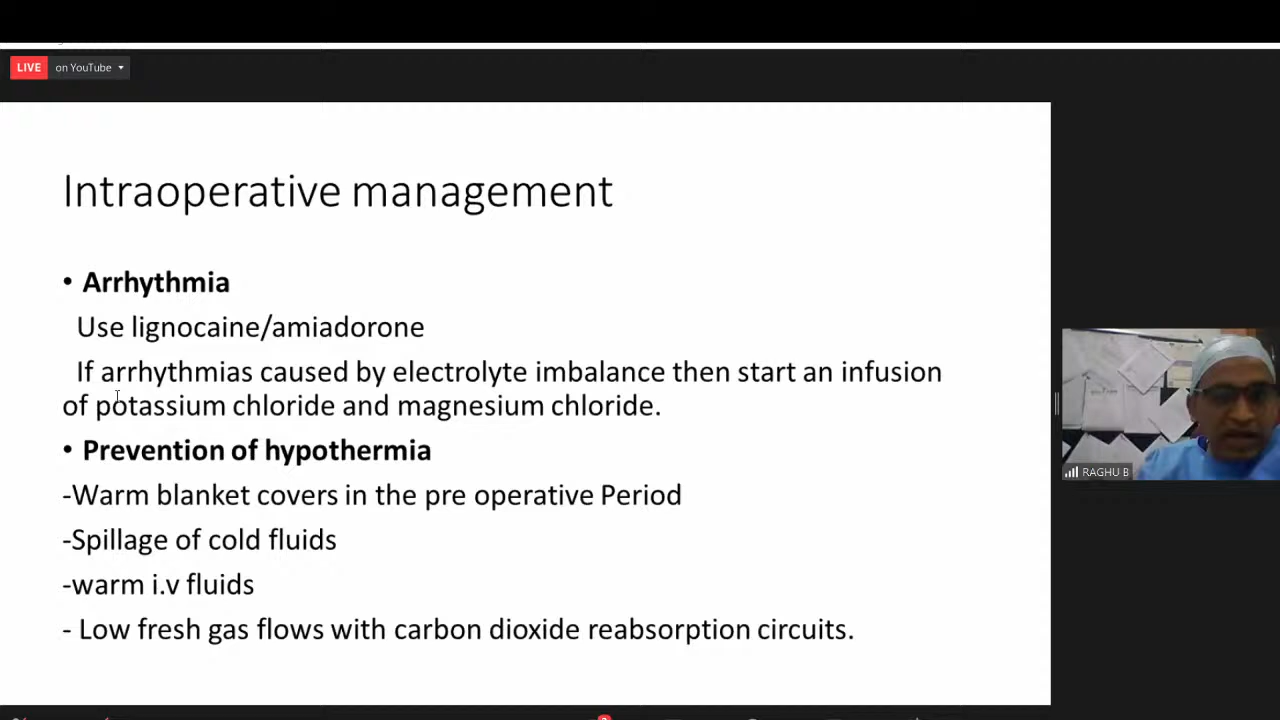 LIVE on YouTube
Intraoperative management
• Arrhythmia
Use lignocaine/amiadorone
If arrhythmias caused by electrolyte imbalance then start an infusion
of potassium chloride and magnesium chloride.
• Prevention of hypothermia
-Warm blanket covers in the pre operative Period
-Spillage of cold fluids
-warm i.v fluids
- Low fresh gas flows with carbon dioxide reabsorption circuits.
RAGHU B